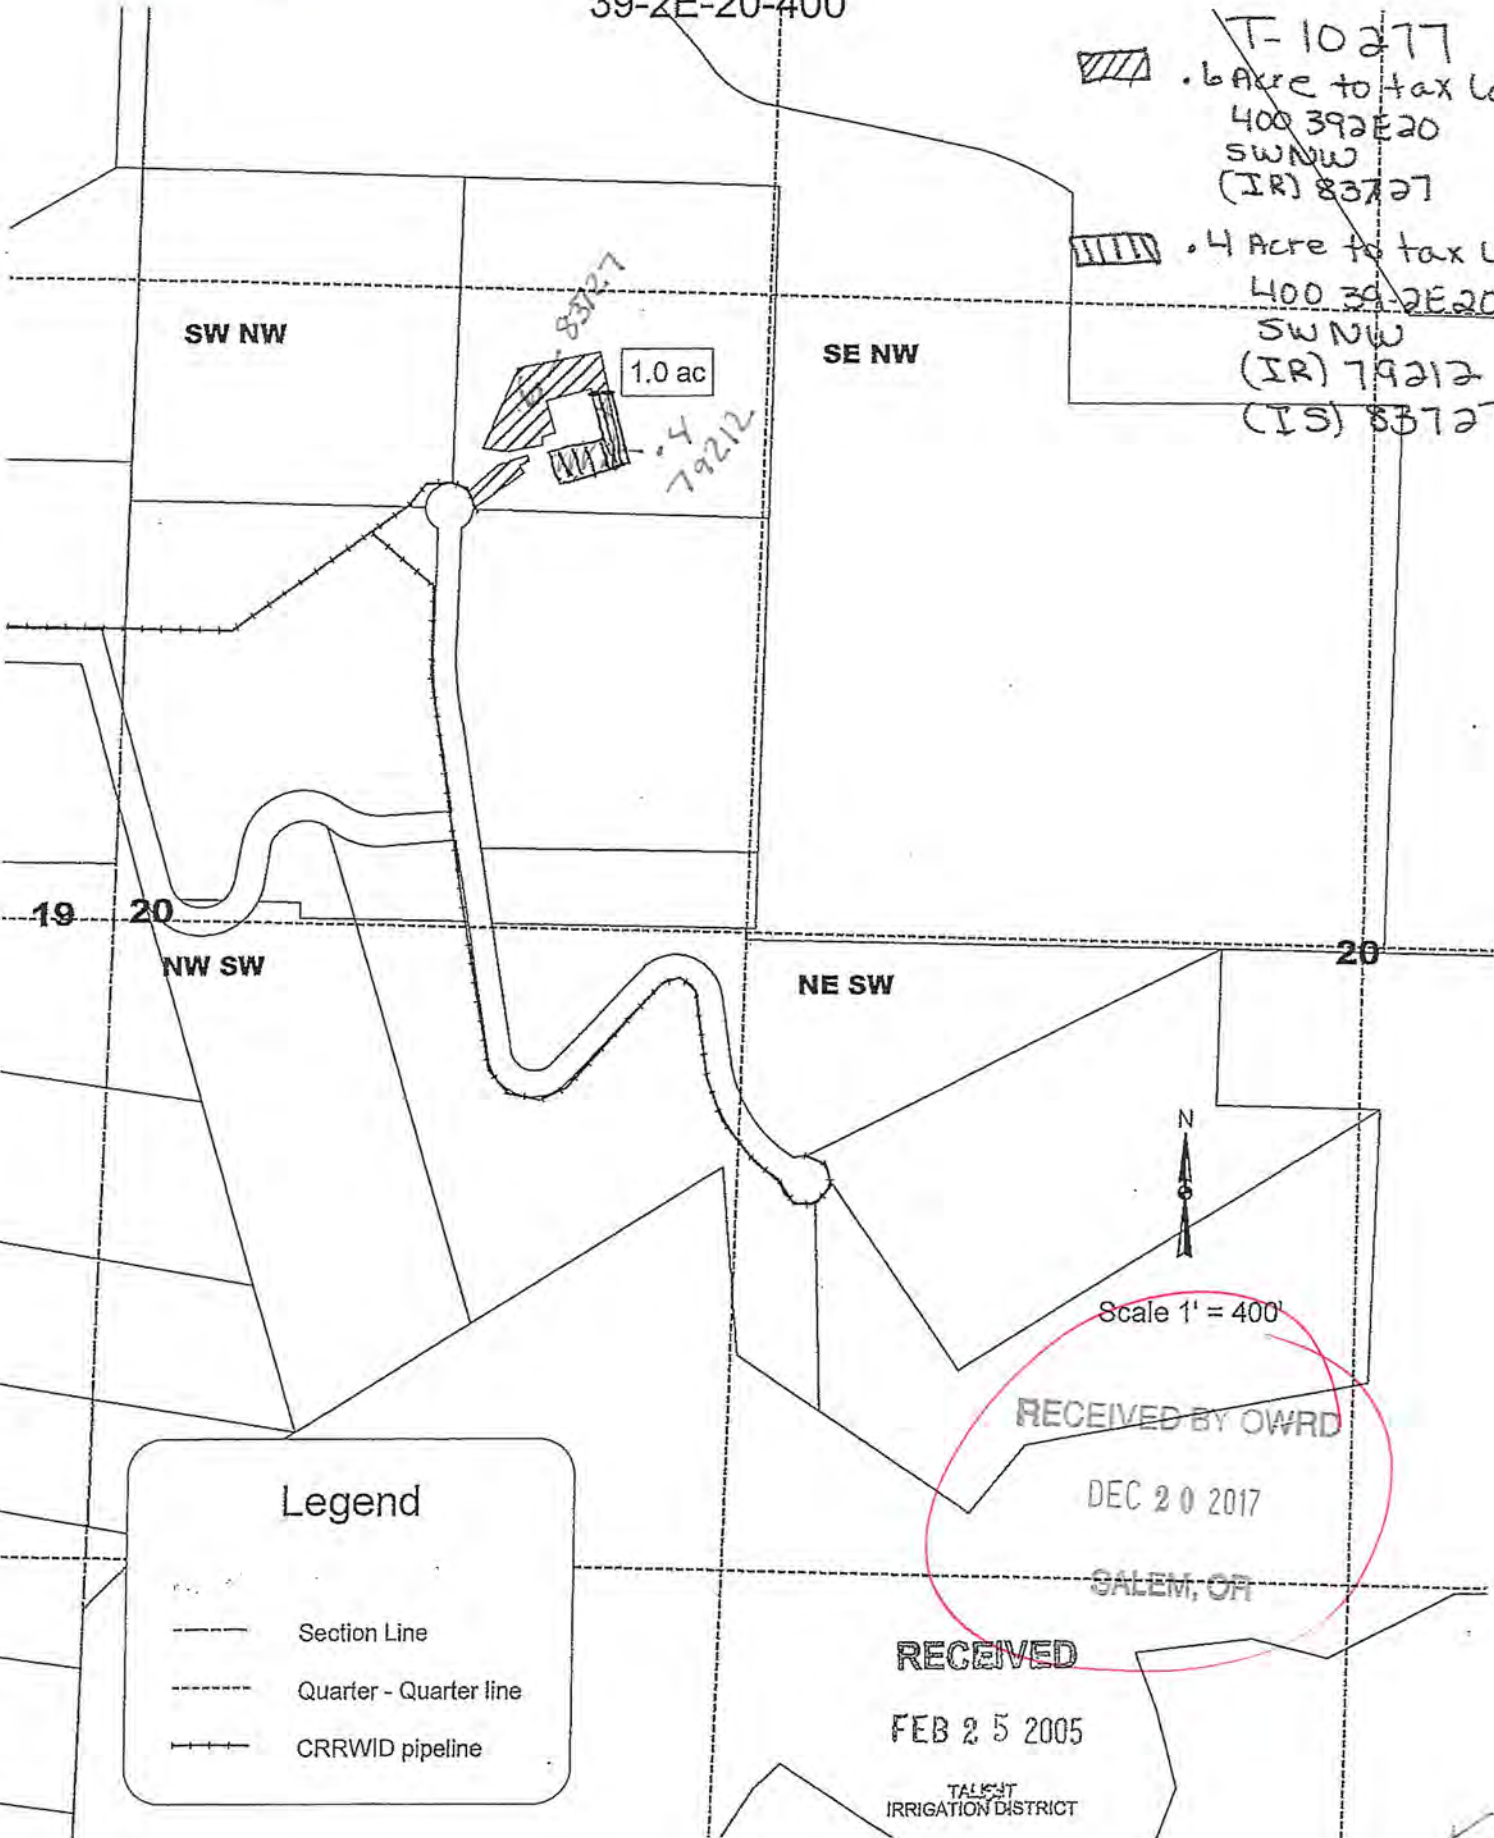 39-2E-20-400
T-10277
.6 Acre to tax Lo
400 392E20
SWNW
(IR) 83727
.4 Acre to tax L
400 39-2E20
SWNW
(IR) 79212
(IS) 83727
SW NW
83727
1.0 ac
SE NW
.4
79212
19
20
20
NW SW
NE SW
N
Scale 1' = 400'
RECEIVED BY OWRD
DEC 20 2017
SALEM, OR
Legend
Section Line
Quarter - Quarter line
CRRWID pipeline
RECEIVED
FEB 25 2005
TALENT
IRRIGATION DISTRICT